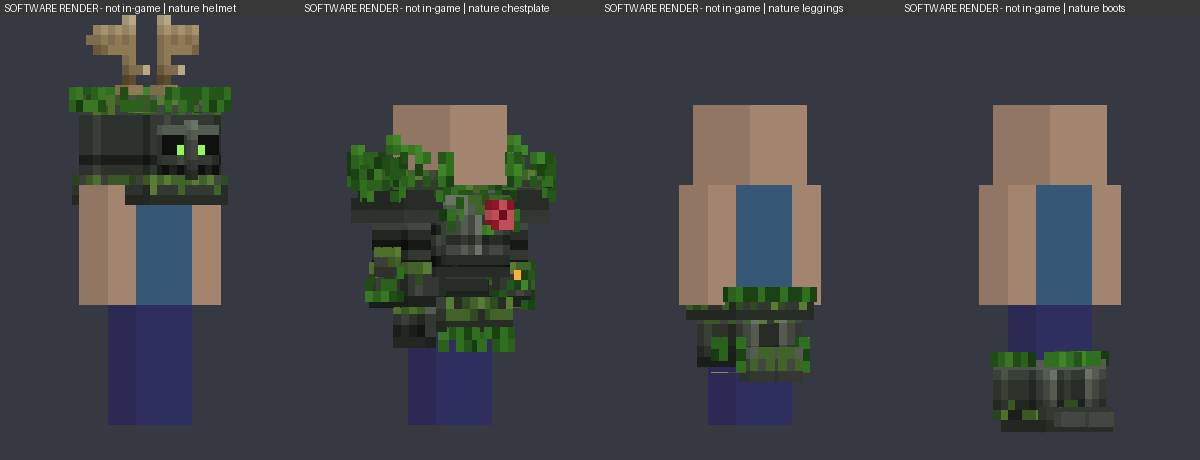 SOFTWARE RENDER - not in-game | nature helmet
SOFTWARE RENDER - not in-game | nature chestplate
SOFTWARE RENDER - not in-game | nature leggings
SOFTWARE RENDER - not in-game | nature boots